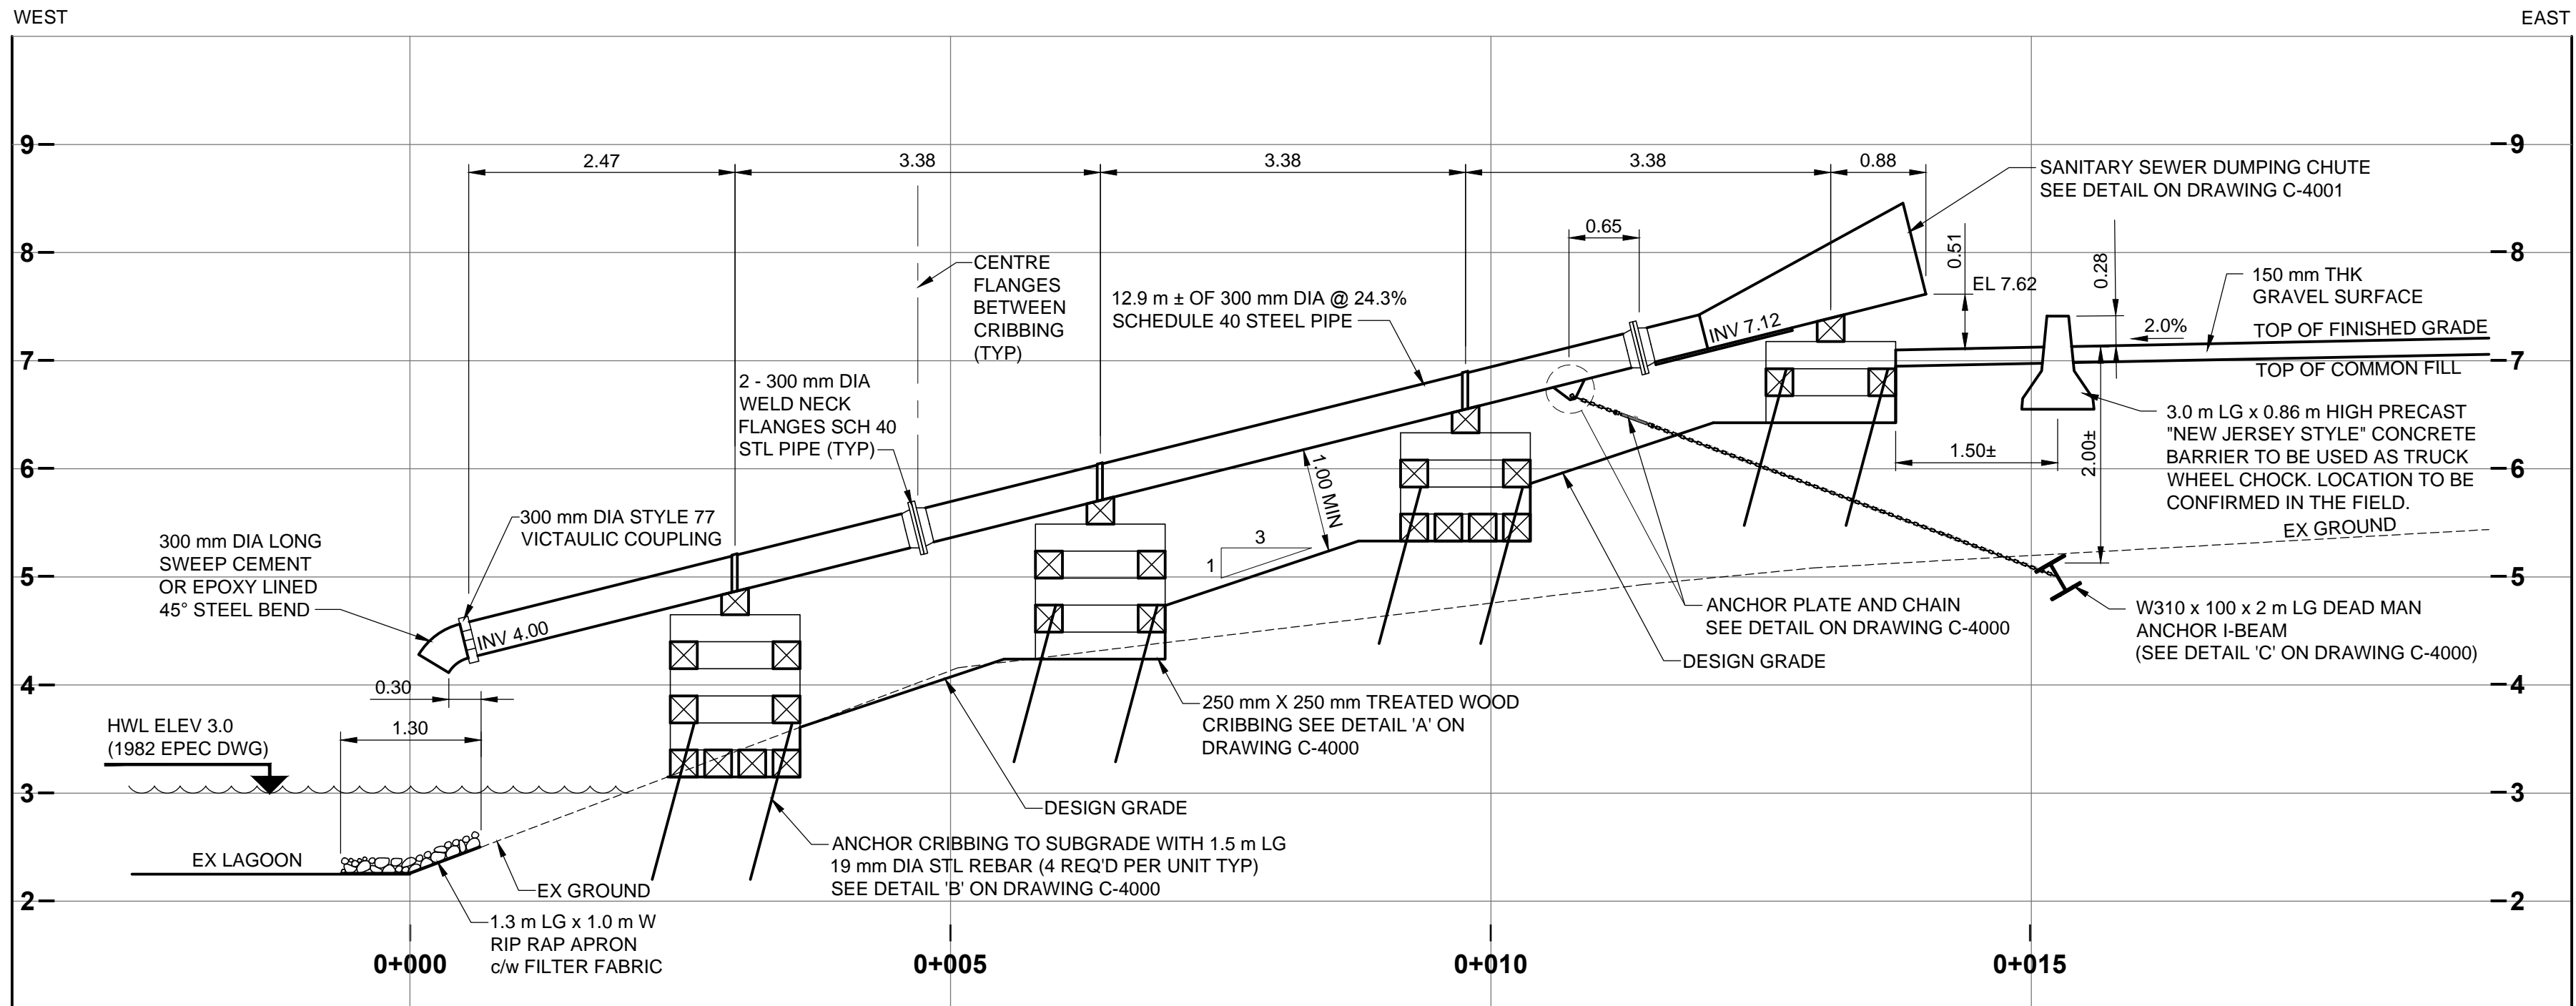 WEST
EAST
9
9
2.47
3.38
3.38
3.38
0.88
SANITARY SEWER DUMPING CHUTE
SEE DETAIL ON DRAWING C-4001
0.65
8
8
0.51
0.28
CENTRE
FLANGES
BETWEEN
CRIBBING
(TYP)
EL 7.62
150 mm THK
GRAVEL SURFACE
12.9 m ± OF 300 mm DIA @ 24.3%
SCHEDULE 40 STEEL PIPE
INV 7.12
2.0%
TOP OF FINISHED GRADE
7
7
TOP OF COMMON FILL
2 - 300 mm DIA
WELD NECK
FLANGES SCH 40
STL PIPE (TYP)
3.0 m LG x 0.86 m HIGH PRECAST
"NEW JERSEY STYLE" CONCRETE
BARRIER TO BE USED AS TRUCK
WHEEL CHOCK. LOCATION TO BE
CONFIRMED IN THE FIELD.
1.50±
2.00±
6
6
1.00 MIN
300 mm DIA STYLE 77
VICTAULIC COUPLING
EX GROUND
300 mm DIA LONG
SWEEP CEMENT
OR EPOXY LINED
45° STEEL BEND
3
1
5
5
INV 4.00
ANCHOR PLATE AND CHAIN
SEE DETAIL ON DRAWING C-4000
W310 x 100 x 2 m LG DEAD MAN
ANCHOR I-BEAM
(SEE DETAIL 'C' ON DRAWING C-4000)
DESIGN GRADE
4
4
0.30
250 mm X 250 mm TREATED WOOD
CRIBBING SEE DETAIL 'A' ON
DRAWING C-4000
HWL ELEV 3.0
(1982 EPEC DWG)
1.30
3
3
DESIGN GRADE
ANCHOR CRIBBING TO SUBGRADE WITH 1.5 m LG
19 mm DIA STL REBAR (4 REQ'D PER UNIT TYP)
SEE DETAIL 'B' ON DRAWING C-4000
EX LAGOON
EX GROUND
2
2
1.3 m LG x 1.0 m W
RIP RAP APRON
c/w FILTER FABRIC
0+000
0+005
0+010
0+015